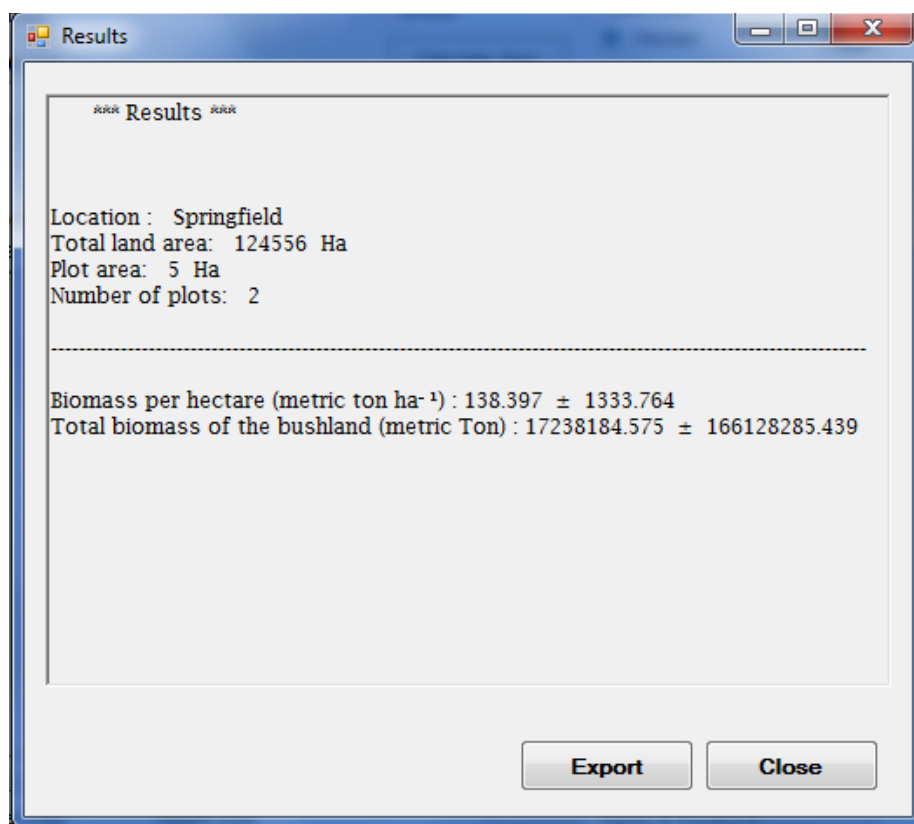 Results
*** Results ***
Location :   Springfield
Total land area:   124556  Ha
Plot area:   5  Ha
Number of plots:   2
--------------------------------------------------------------------------------------------------------------------
Biomass per hectare (metric ton ha-¹) : 138.397  ±  1333.764
Total biomass of the bushland (metric Ton) : 17238184.575  ±  166128285.439
Export
Close